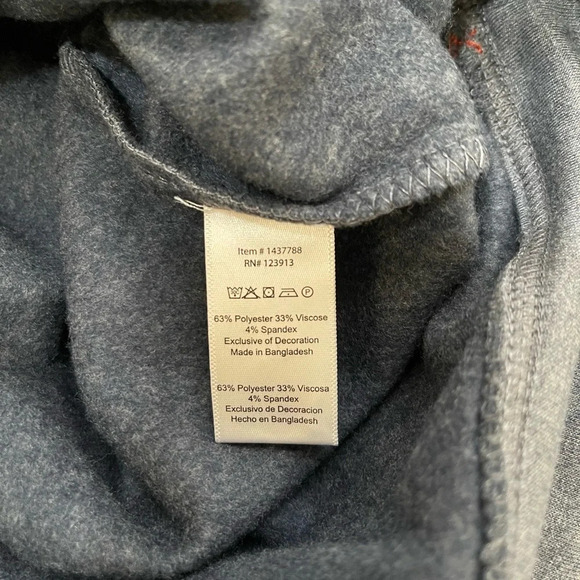 Item # 1437788
RN# 123913
P
63% Polyester 33% Viscose
4% Spandex
Exclusive of Decoration
Made in Bangladesh
63% Polyester 33% Viscosa
4% Spandex
Exclusivo de Decoracion
Hecho en Bangladesh